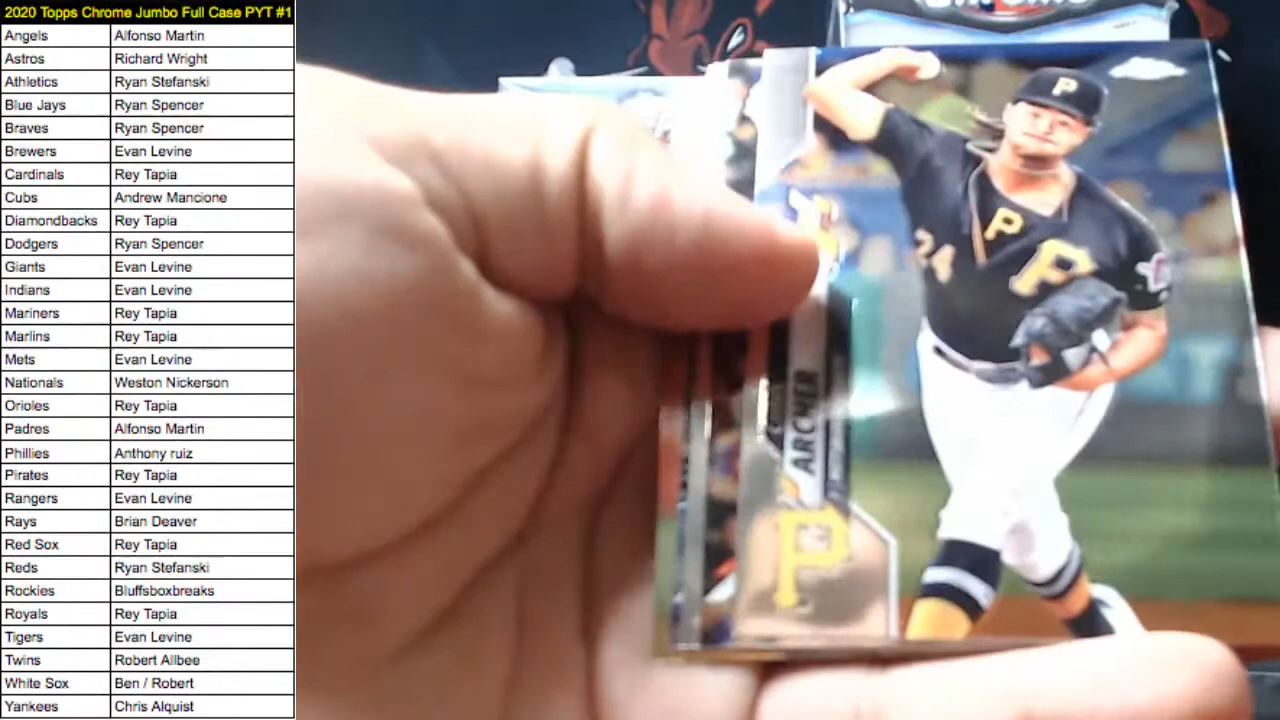 2020 Topps Chrome Jumbo Full Case PYT #1
Angels Alfonso Martin
Astros Richard Wright
Athletics Ryan Stefanski
Blue Jays Ryan Spencer
Braves Ryan Spencer
Brewers Evan Levine
Cardinals Rey Tapia
Cubs Andrew Mancione
Diamondbacks Rey Tapia
Dodgers Ryan Spencer
Giants Evan Levine
Indians Evan Levine
Mariners Rey Tapia
Marlins Rey Tapia
Mets Evan Levine
Nationals Weston Nickerson
Orioles Rey Tapia
Padres Alfonso Martin
Phillies Anthony ruiz
Pirates Rey Tapia
Rangers Evan Levine
Rays Brian Deaver
Red Sox Rey Tapia
Reds Ryan Stefanski
Rockies Bluffsboxbreaks
Royals Rey Tapia
Tigers Evan Levine
Twins Robert Allbee
White Sox Ben / Robert
Yankees Chris Alquist
P
P
24
P
ARCHER
P